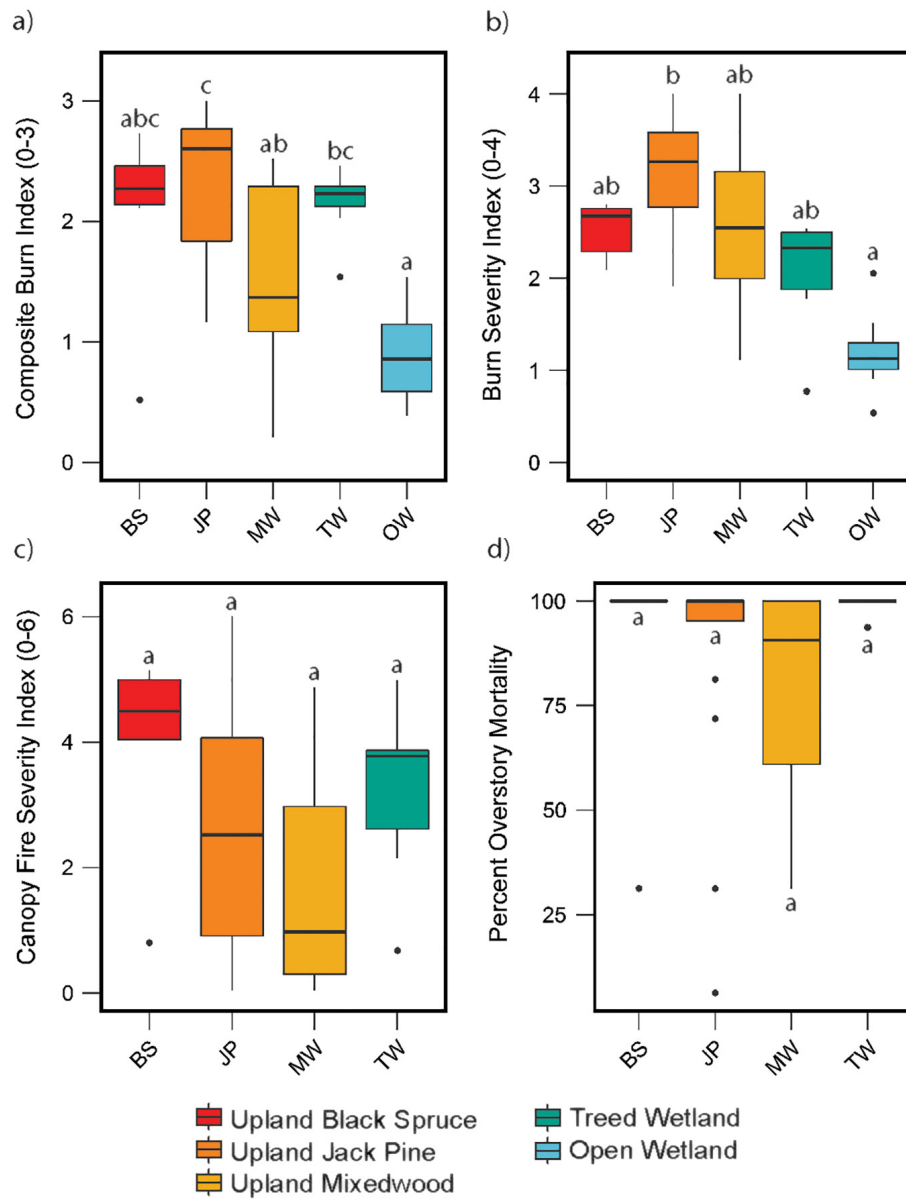 a)
Composite Burn Index (0-3)
3
2
1
0
abc
c
ab
bc
a
BS
JP
MW
TW
OW
b)
Burn Severity Index (0-4)
4
3
2
1
0
ab
b
ab
ab
a
BS
JP
MW
TW
OW
c)
Canopy Fire Severity Index (0-6)
6
4
2
0
a
a
a
a
BS
JP
MW
TW
d)
Percent Overstory Mortality
100
75
50
25
a
a
a
a
BS
JP
MW
TW
Upland Black Spruce
Upland Jack Pine
Upland Mixedwood
Treed Wetland
Open Wetland